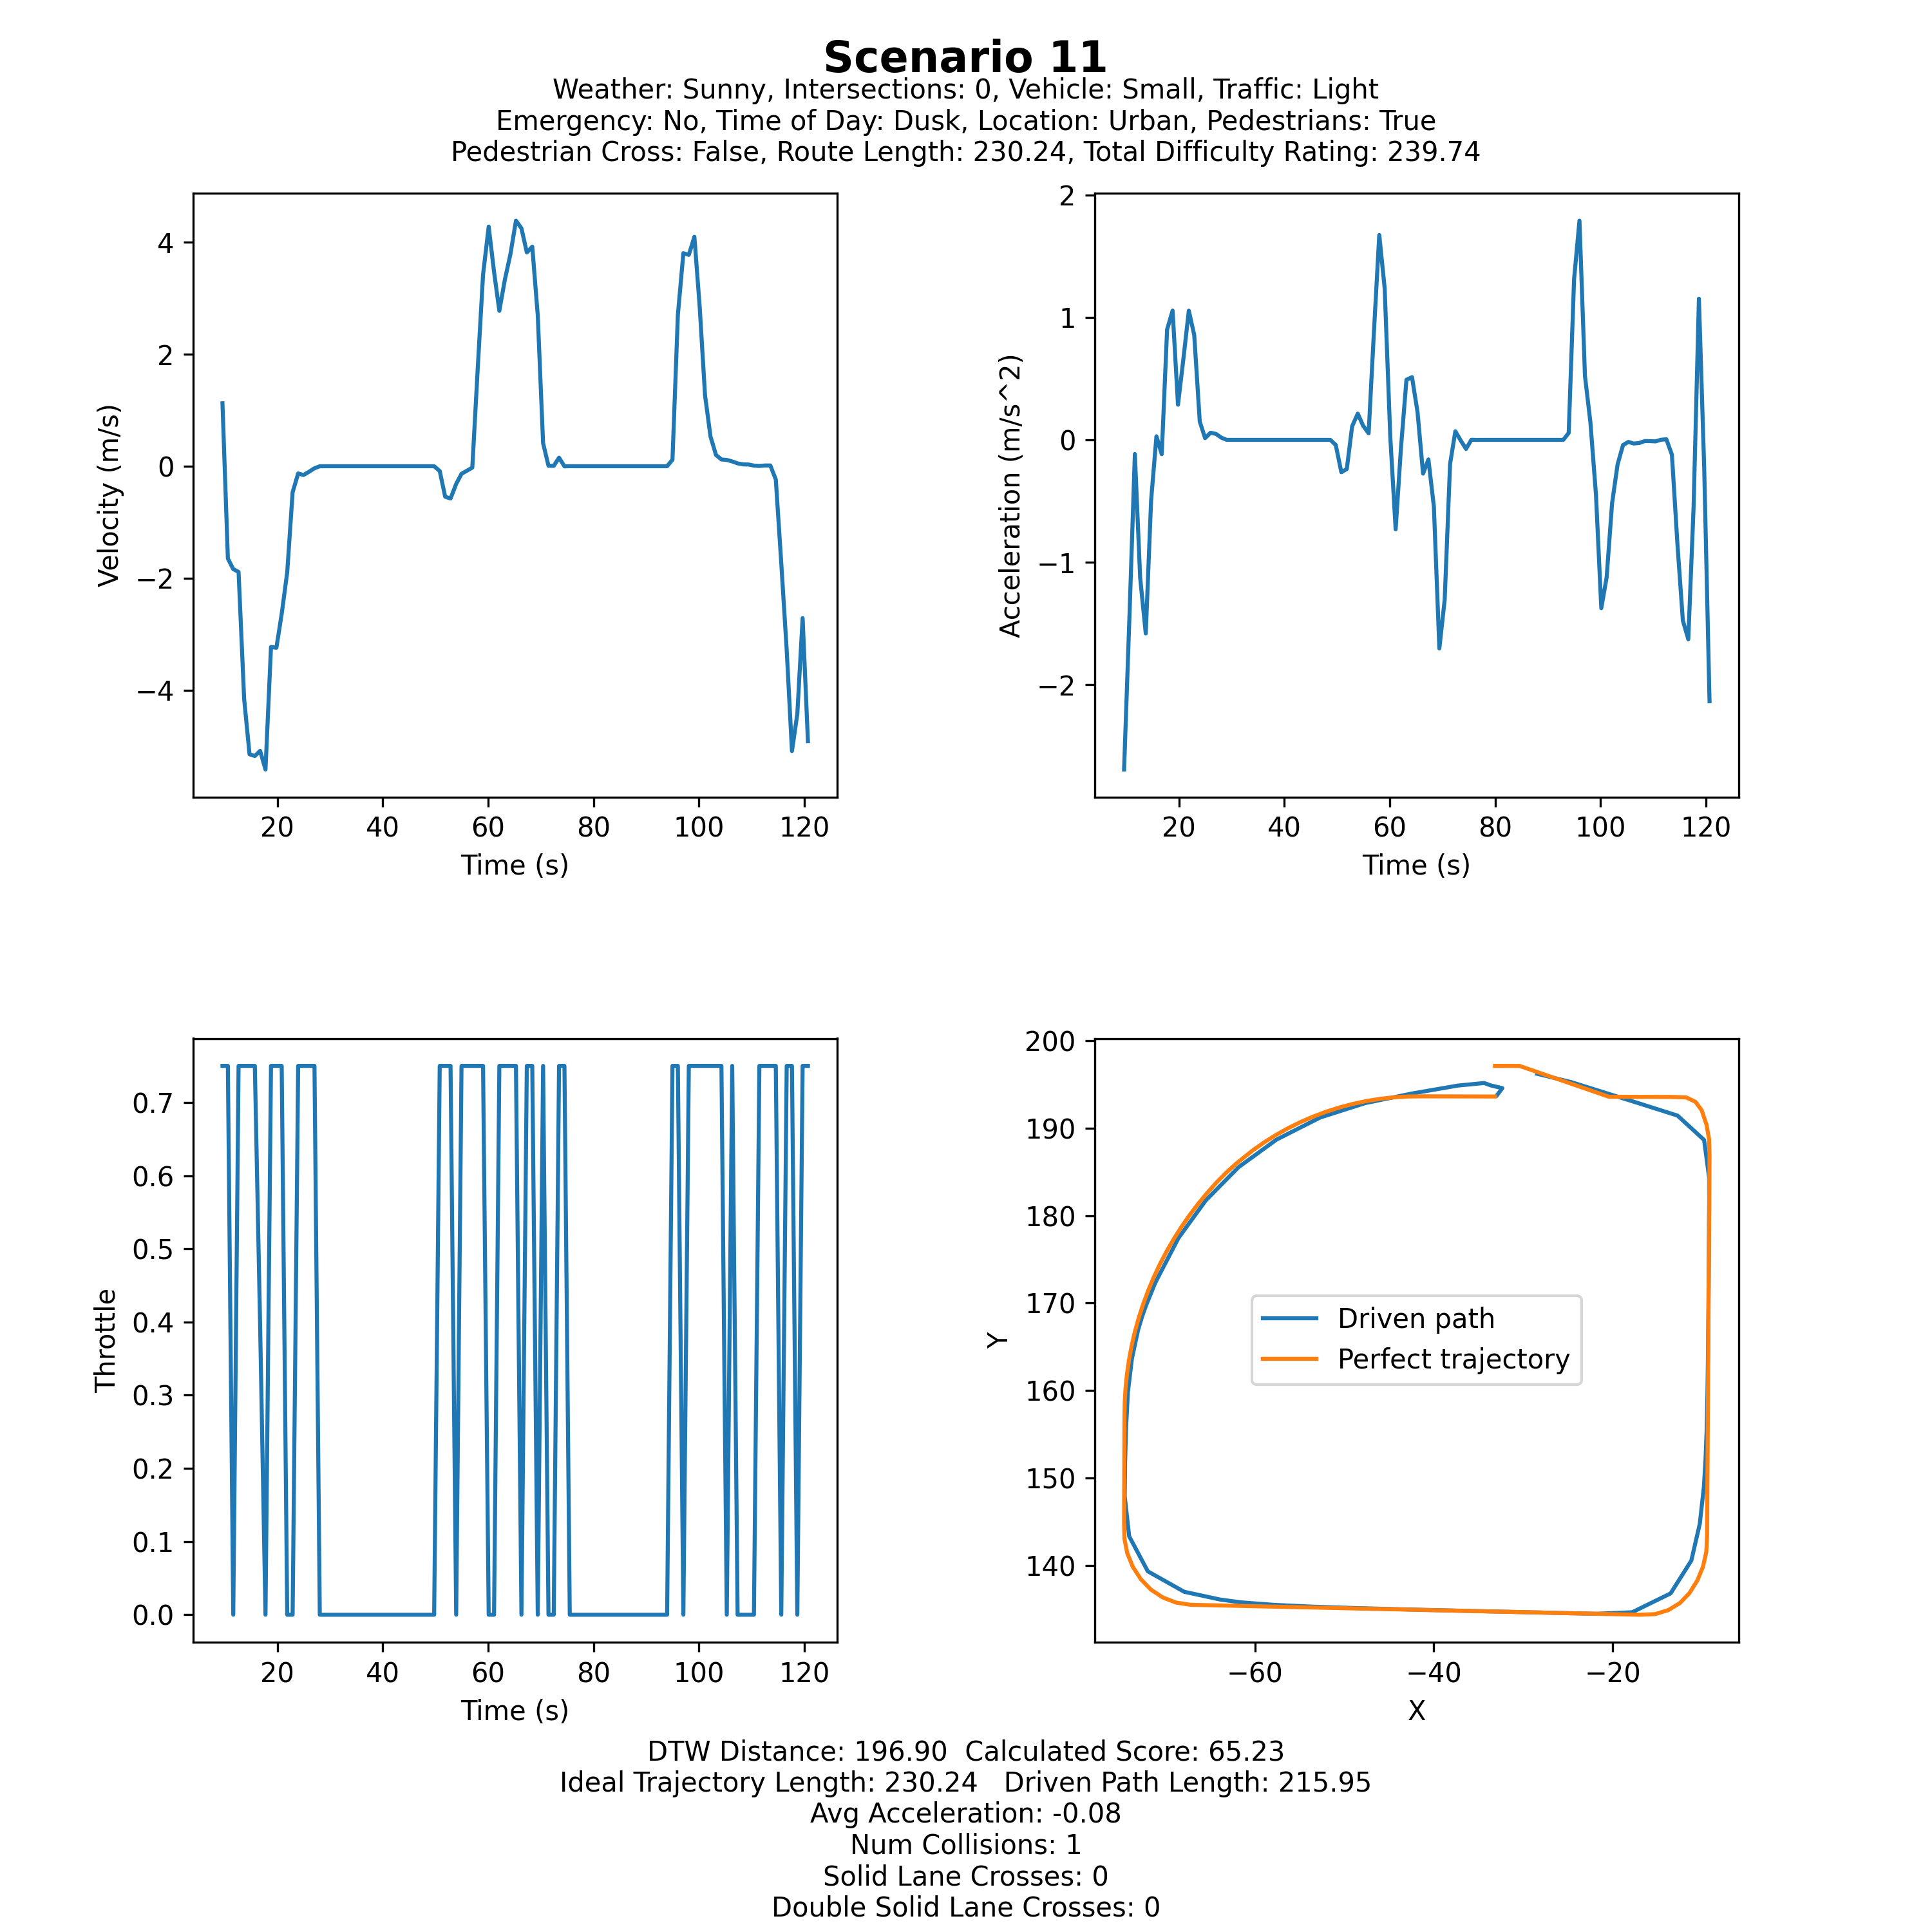 Scenario 11
Weather: Sunny, Intersections: 0, Vehicle: Small, Traffic: Light
Emergency: No, Time of Day: Dusk, Location: Urban, Pedestrians: True
Pedestrian Cross: False, Route Length: 230.24, Total Difficulty Rating: 239.74
Velocity (m/s)
4
2
0
−2
−4
20 40 60 80 100 120
Time (s)
Acceleration (m/s^2)
2
1
0
−1
−2
20 40 60 80 100 120
Time (s)
Throttle
0.7
0.6
0.5
0.4
0.3
0.2
0.1
0.0
20 40 60 80 100 120
Time (s)
Y
200
190
180
170
160
150
140
Driven path
Perfect trajectory
−60 −40 −20
X
DTW Distance: 196.90  Calculated Score: 65.23
Ideal Trajectory Length: 230.24   Driven Path Length: 215.95
Avg Acceleration: -0.08
Num Collisions: 1
Solid Lane Crosses: 0
Double Solid Lane Crosses: 0